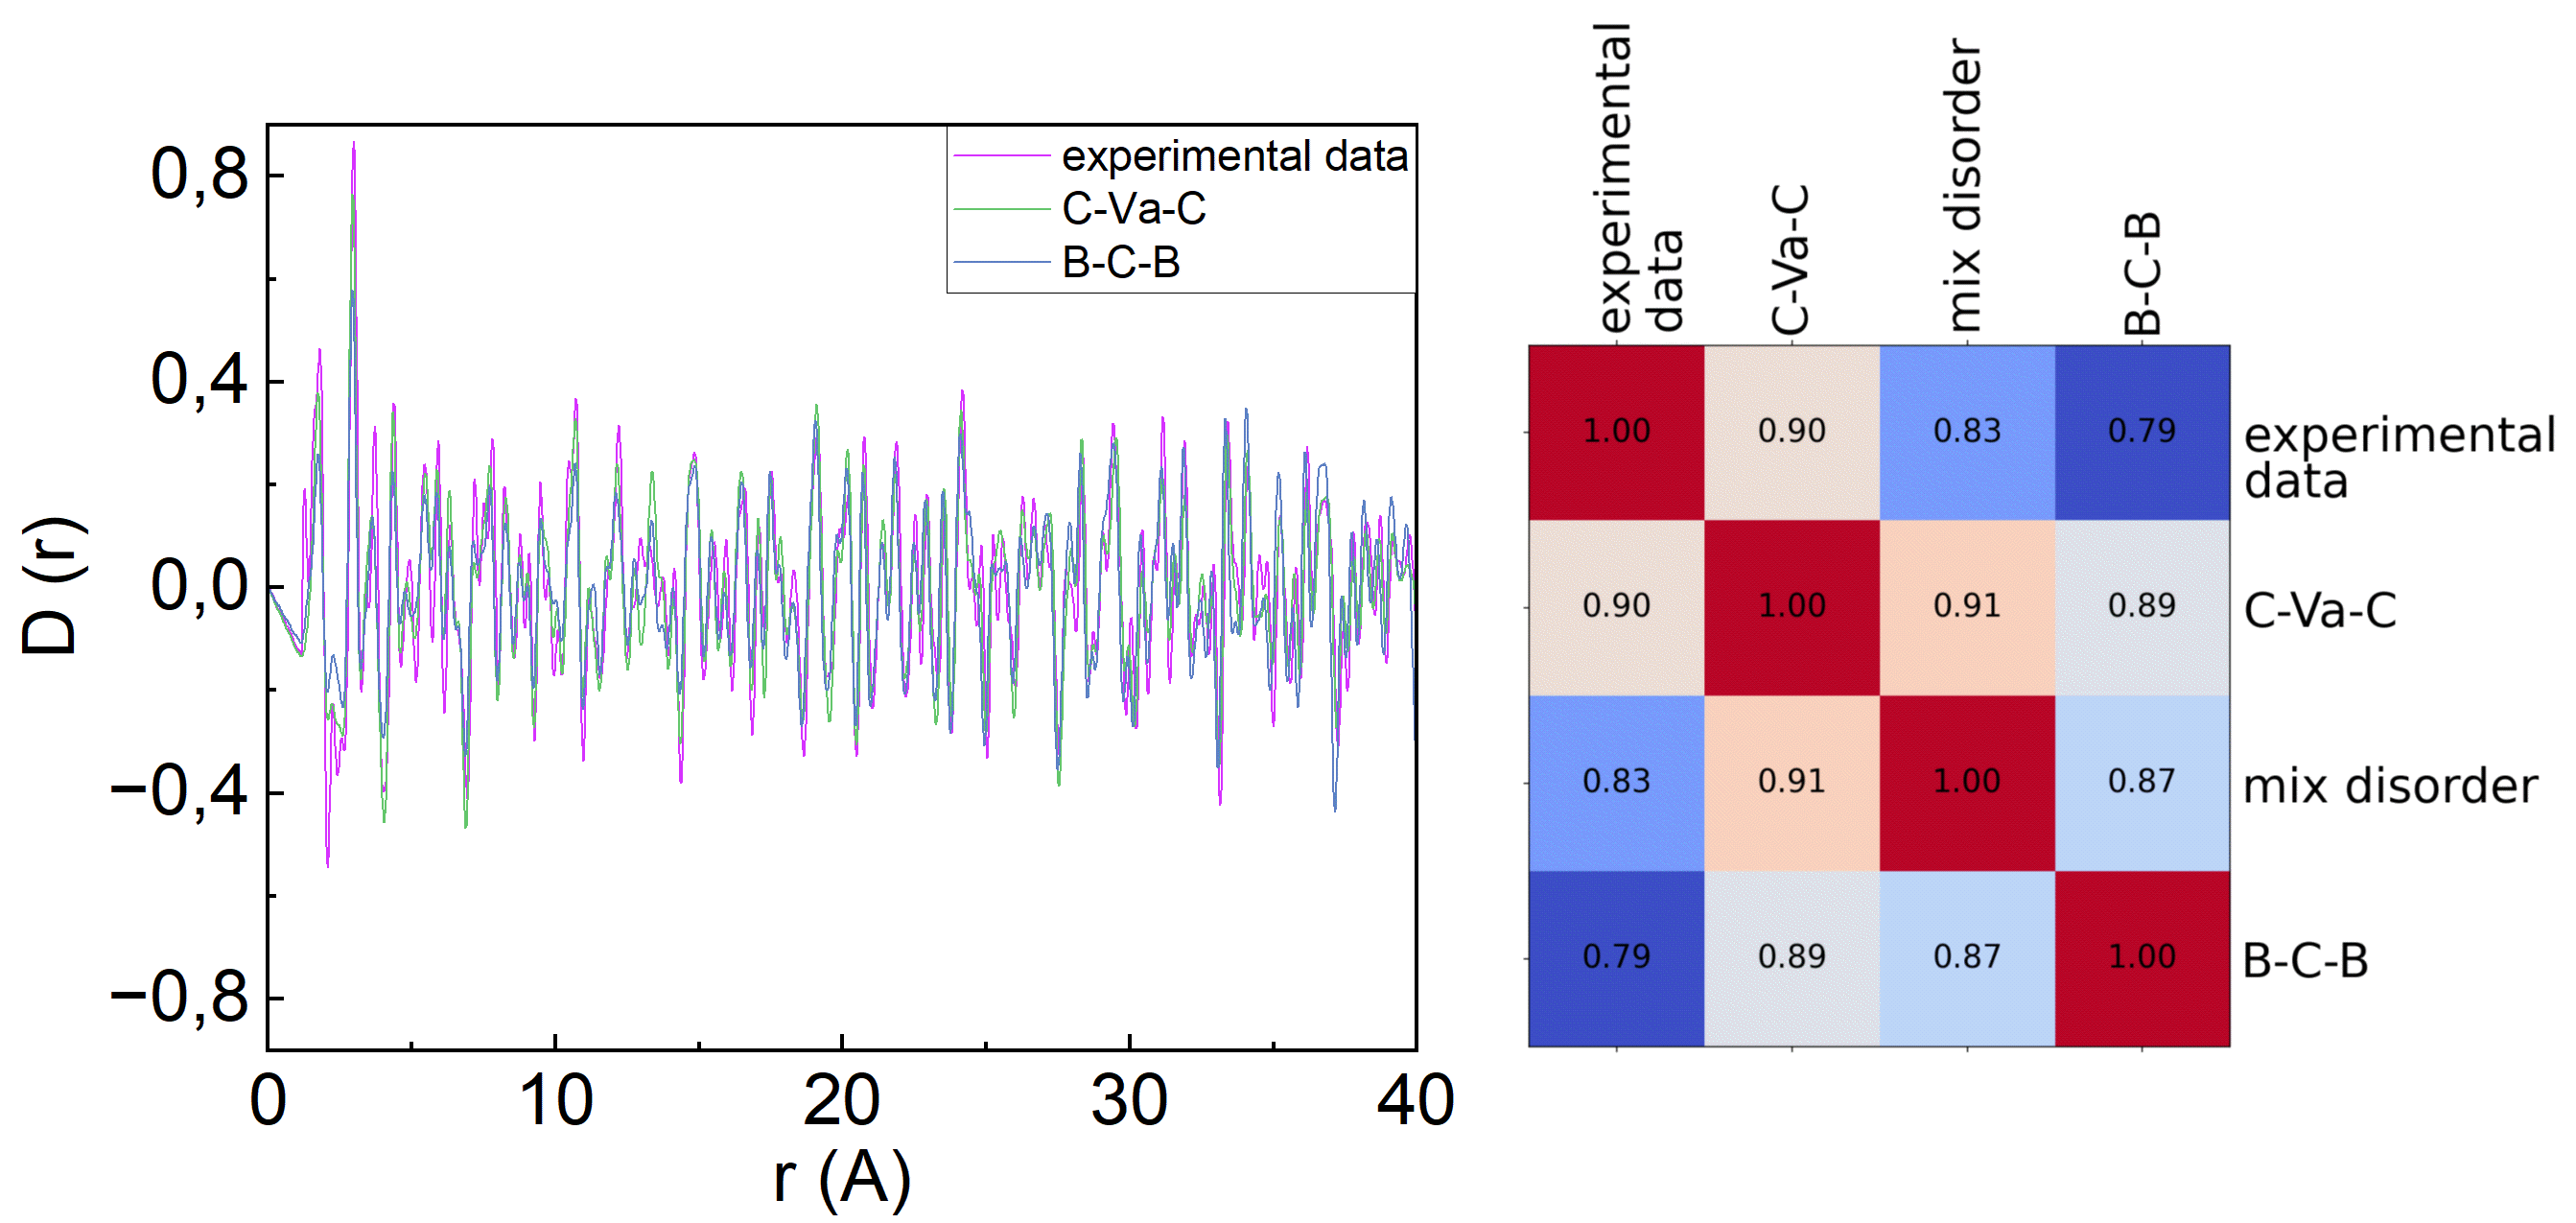 D (r)
0,8
0,4
0,0
−0,4
−0,8
0
10
20
30
40
r (A)
experimental data
C-Va-C
B-C-B
experimental
data
C-Va-C
mix disorder
B-C-B
1.00 0.90 0.83 0.79
experimental
data
0.90 1.00 0.91 0.89
C-Va-C
0.83 0.91 1.00 0.87
mix disorder
0.79 0.89 0.87 1.00
B-C-B